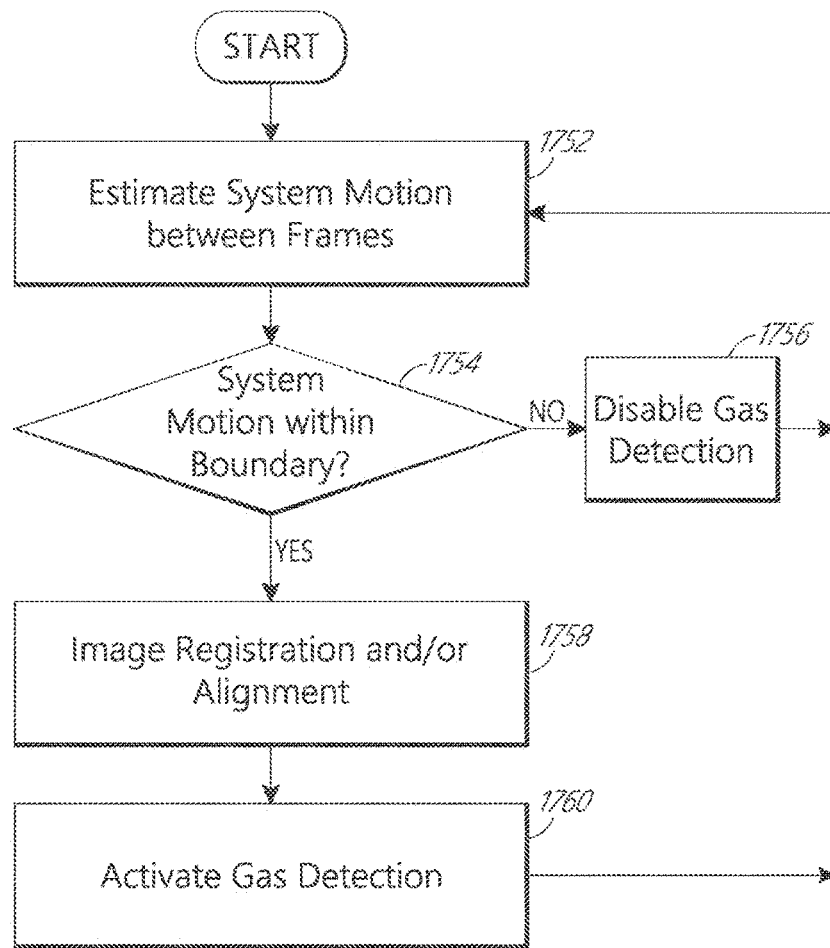 START
1752
Estimate System Motion
between Frames
1754
System
Motion within
Boundary?
NO
1756
Disable Gas
Detection
YES
1758
Image Registration and/or
Alignment
1760
Activate Gas Detection